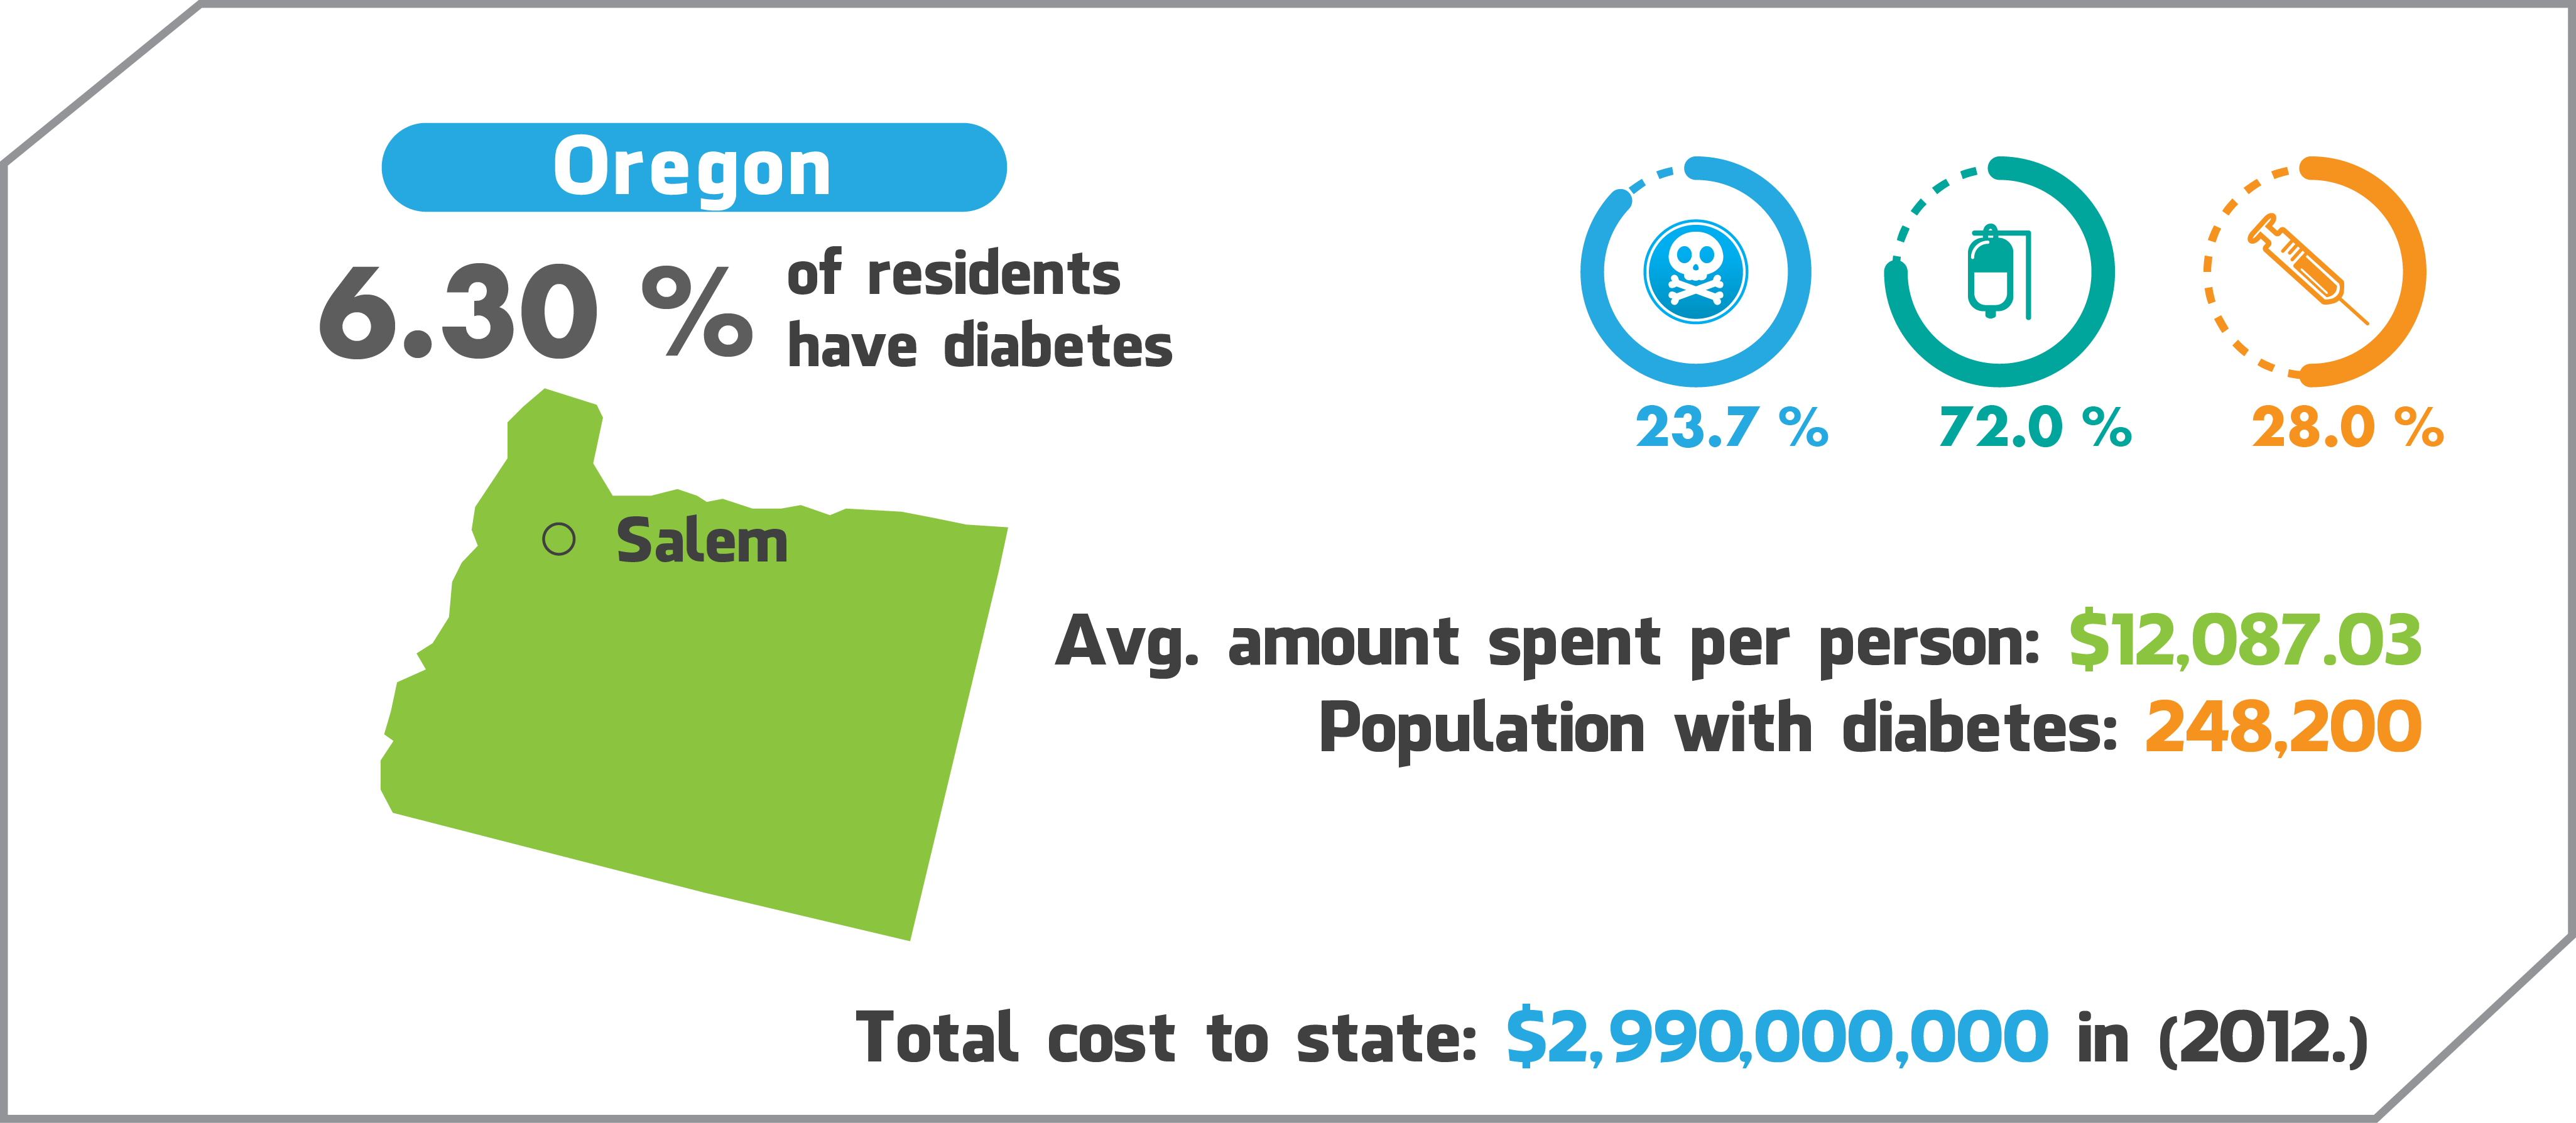 Oregon
6.30 %
of residents
have diabetes
23.7 %
72.0 %
28.0 %
Salem
Avg. amount spent per person: $12,087.03
Population with diabetes: 248,200
Total cost to state: $2,990,000,000 in (2012.)